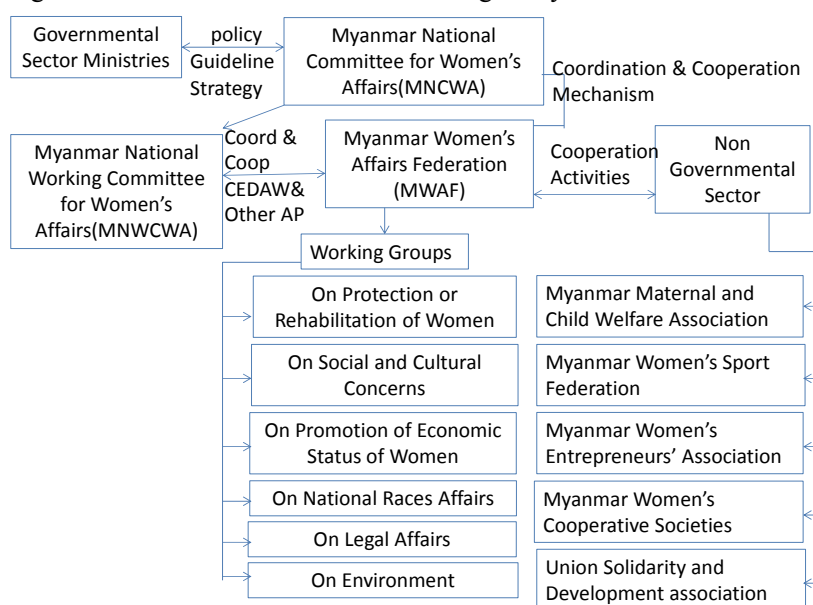 Governmental
Sector Ministries
policy
Guideline
Strategy
Myanmar National
Committee for Women's
Affairs(MNCWA)
Coordination & Cooperation
Mechanism
Myanmar National
Working Committee
for Women's
Affairs(MNWCWA)
Coord &
Coop
CEDAW&
Other AP
Myanmar Women's
Affairs Federation
(MWAF)
Cooperation
Activities
Non
Governmental
Sector
Working Groups
On Protection or
Rehabilitation of Women
On Social and Cultural
Concerns
On Promotion of Economic
Status of Women
On National Races Affairs
On Legal Affairs
On Environment
Myanmar Maternal and
Child Welfare Association
Myanmar Women's Sport
Federation
Myanmar Women's
Entrepreneurs' Association
Myanmar Women's
Cooperative Societies
Union Solidarity and
Development association